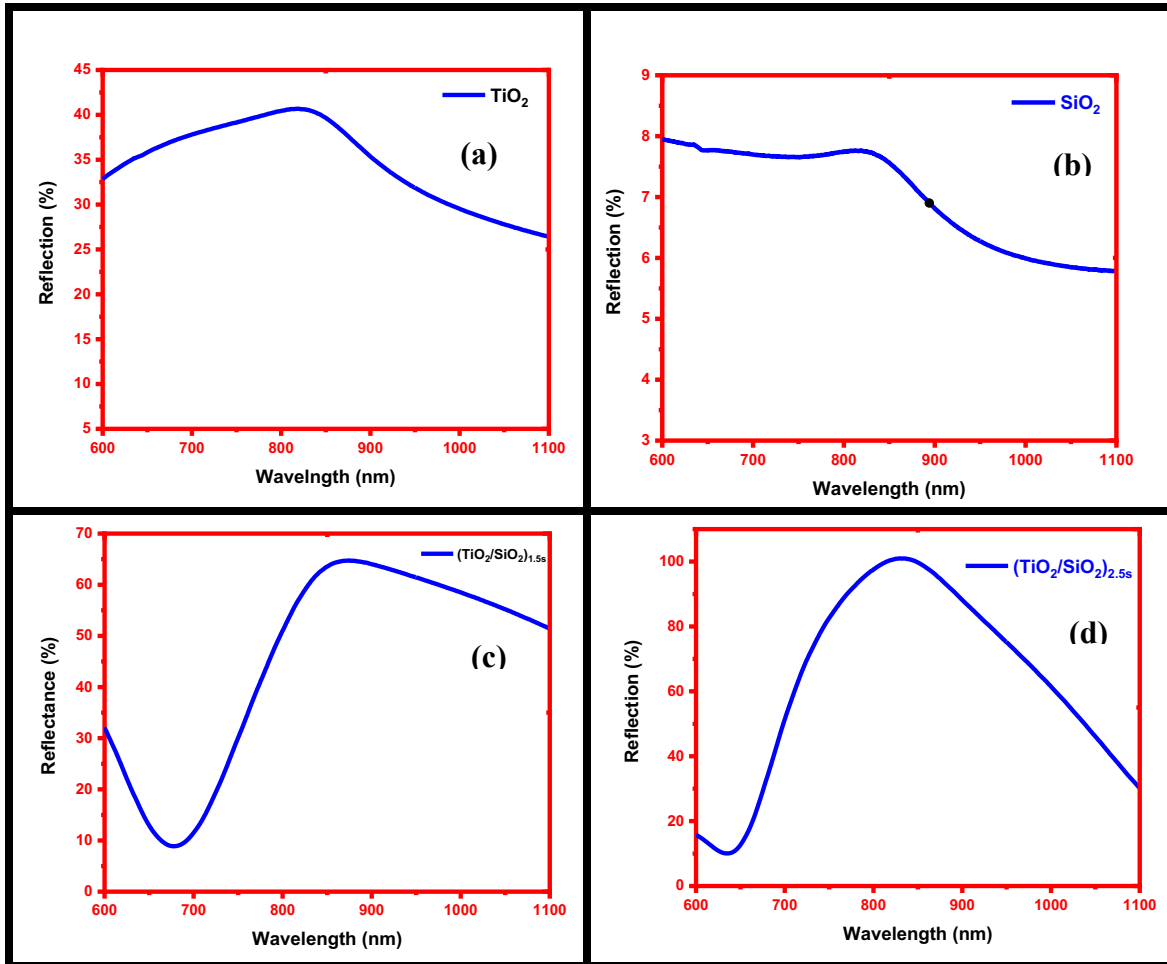 45
40
35
30
25
20
15
10
5
Reflection (%)
TiO2
(a)
600 700 800 900 1000 1100
Wavelngth (nm)
9
8
7
6
5
4
3
Reflection (%)
SiO2
(b)
600 700 800 900 1000 1100
Wavelength (nm)
70
60
50
40
30
20
10
0
Reflectance (%)
(TiO2/SiO2)1.5s
(c)
600 700 800 900 1000 1100
Wavelength (nm)
100
80
60
40
20
0
Reflection (%)
(TiO2/SiO2)2.5s
(d)
600 700 800 900 1000 1100
Wavelength (nm)